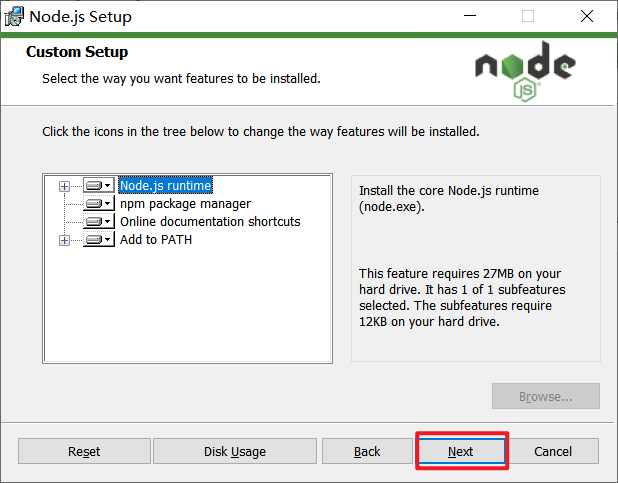 Node.js Setup
Custom Setup
Select the way you want features to be installed.
node
JS
Click the icons in the tree below to change the way features will be installed.
Node.js runtime
npm package manager
Online documentation shortcuts
Add to PATH
Install the core Node.js runtime
(node.exe).
This feature requires 27MB on your
hard drive. It has 1 of 1 subfeatures
selected. The subfeatures require
12KB on your hard drive.
Browse...
Reset
Disk Usage
Back
Next
Cancel